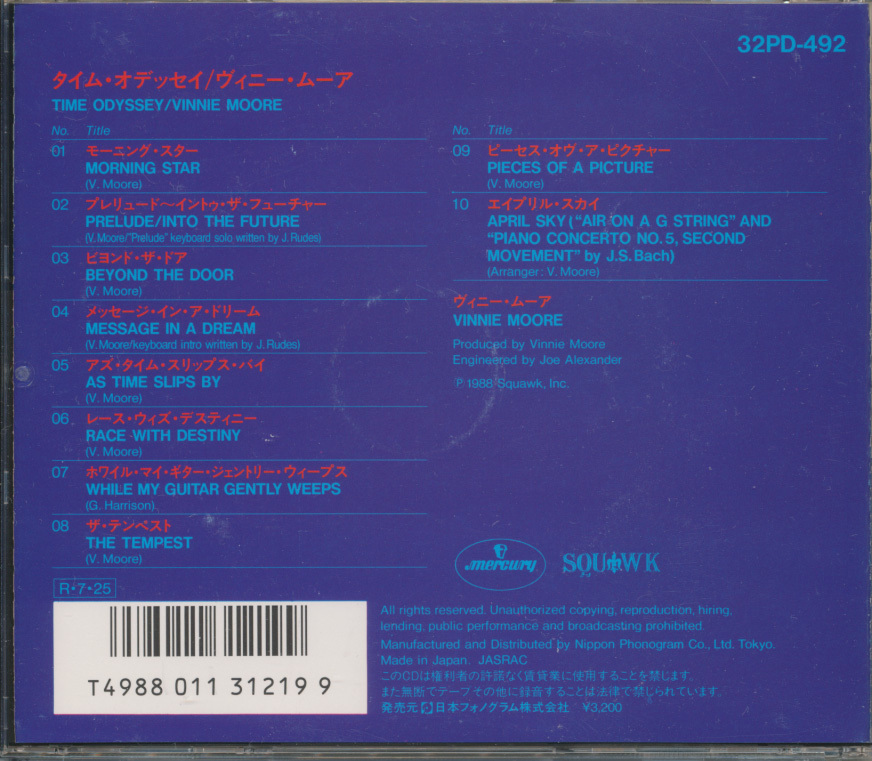 32PD-492
タイム・オデッセイ/ヴィニー・ムーア
TIME ODYSSEY/VINNIE MOORE
No. Title
01 モーニング・スター
MORNING STAR
(V. Moore)
02 プレリュード〜イントゥ・ザ・フューチャー
PRELUDE/INTO THE FUTURE
(V. Moore/"Prelude" keyboard solo written by J. Rudes)
03 ビヨンド・ザ・ドア
BEYOND THE DOOR
(V. Moore)
04 メッセージ・イン・ア・ドリーム
MESSAGE IN A DREAM
(V. Moore/keyboard intro written by J. Rudes)
05 アズ・タイム・スリップス・バイ
AS TIME SLIPS BY
(V. Moore)
06 レース・ウィズ・デスティニー
RACE WITH DESTINY
(V. Moore)
07 ホワイル・マイ・ギター・ジェントリー・ウィープス
WHILE MY GUITAR GENTLY WEEPS
(G. Harrison)
08 ザ・テンペスト
THE TEMPEST
(V. Moore)
No. Title
09 ピーセス・オヴ・ア・ピクチャー
PIECES OF A PICTURE
(V. Moore)
10 エイプリル・スカイ
APRIL SKY ("AIR ON A G STRING" AND
"PIANO CONCERTO NO. 5, SECOND
MOVEMENT" by J.S. Bach)
(Arranger: V. Moore)
ヴィニー・ムーア
VINNIE MOORE
Produced by Vinnie Moore
Engineered by Joe Alexander
℗ 1988 Squawk, Inc.
mercury SQUAWK
R・7・25
T4988 011 31219 9
All rights reserved. Unauthorized copying, reproduction, hiring,
lending, public performance and broadcasting prohibited.
Manufactured and Distributed by Nippon Phonogram Co., Ltd. Tokyo.
Made in Japan. JASRAC
このCDは権利者の許諾なく賃貸業に使用することを禁じます。
また無断でテープその他に録音することは法律で禁じられています。
発売元 日本フォノグラム株式会社 ¥3,200